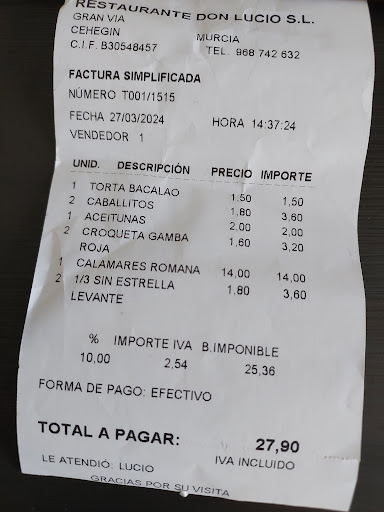 RESTAURANTE DON LUCIO S.L.
GRAN VIA
CEHEGIN MURCIA
C.I.F. B30548457 TEL. 968 742 632
FACTURA SIMPLIFICADA
NÚMERO T001/1515
FECHA 27/03/2024 HORA 14:37:24
VENDEDOR 1
UNID. DESCRIPCIÓN PRECIO IMPORTE
1 TORTA BACALAO 1,50 1,50
2 CABALLITOS 1,80 3,60
1 ACEITUNAS 2,00 2,00
2 CROQUETA GAMBA 1,60 3,20
ROJA
1 CALAMARES ROMANA 14,00 14,00
2 1/3 SIN ESTRELLA 1,80 3,60
LEVANTE
% IMPORTE IVA B.IMPONIBLE
10,00 2,54 25,36
FORMA DE PAGO: EFECTIVO
TOTAL A PAGAR: 27,90
IVA INCLUIDO
LE ATENDIÓ: LUCIO
GRACIAS POR SU VISITA